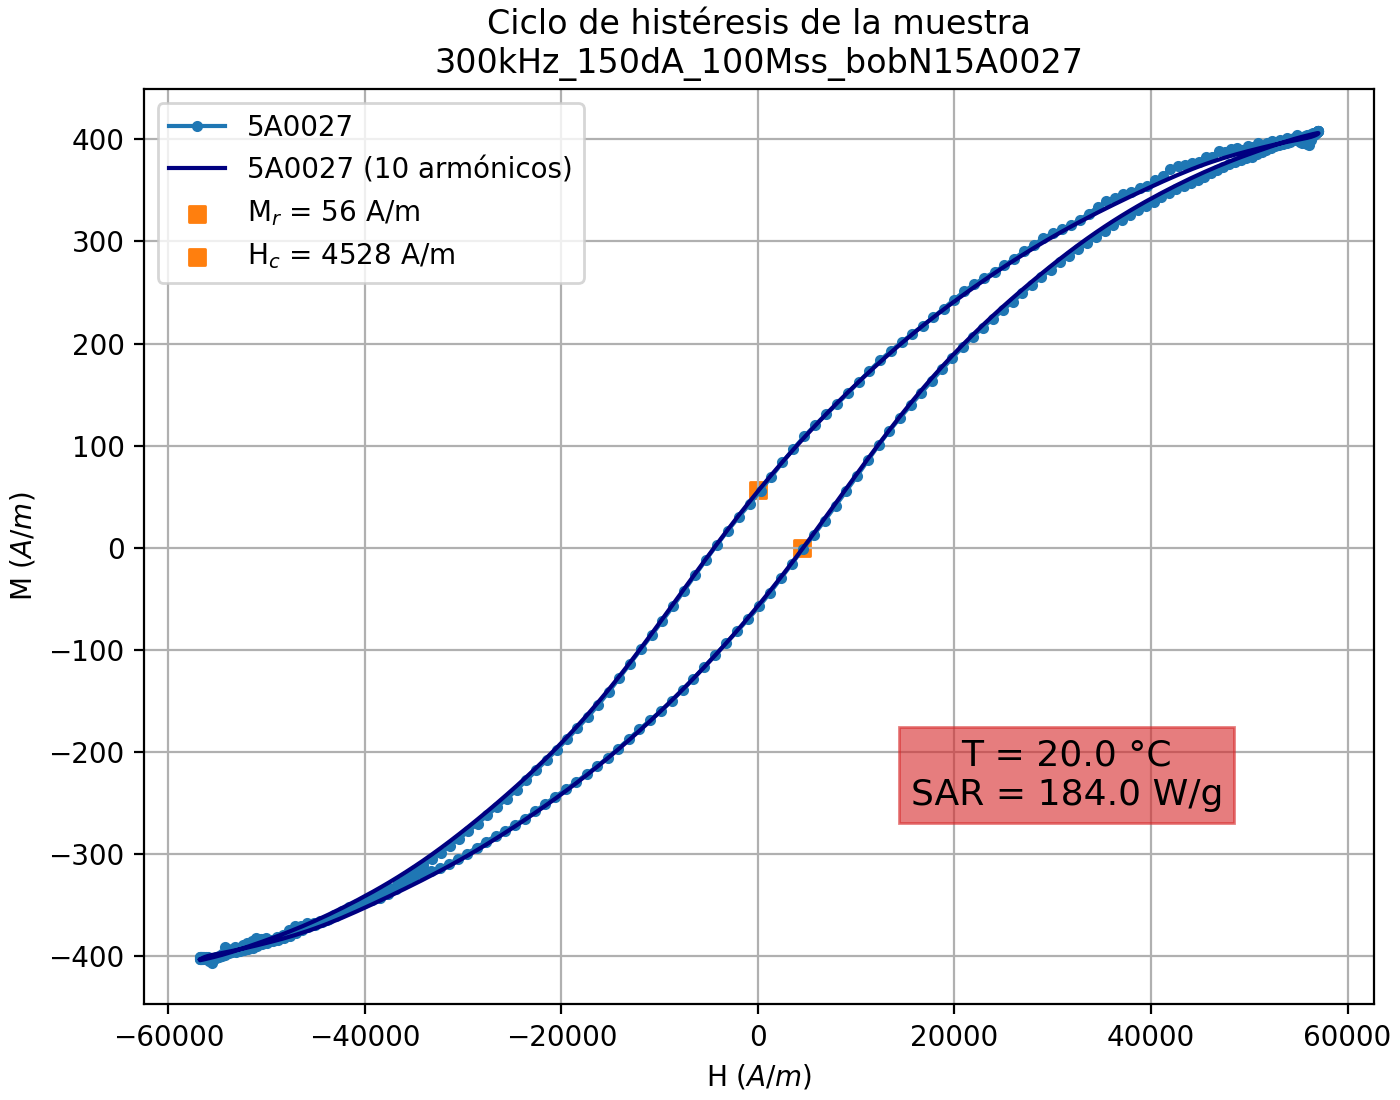 Ciclo de histéresis de la muestra
300kHz_150dA_100Mss_bobN15A0027
5A0027
5A0027 (10 armónicos)
Mr = 56 A/m
Hc = 4528 A/m
400
300
200
100
0
−100
−200
−300
−400
M (A/m)
T = 20.0 °C
SAR = 184.0 W/g
−60000 −40000 −20000 0 20000 40000 60000
H (A/m)